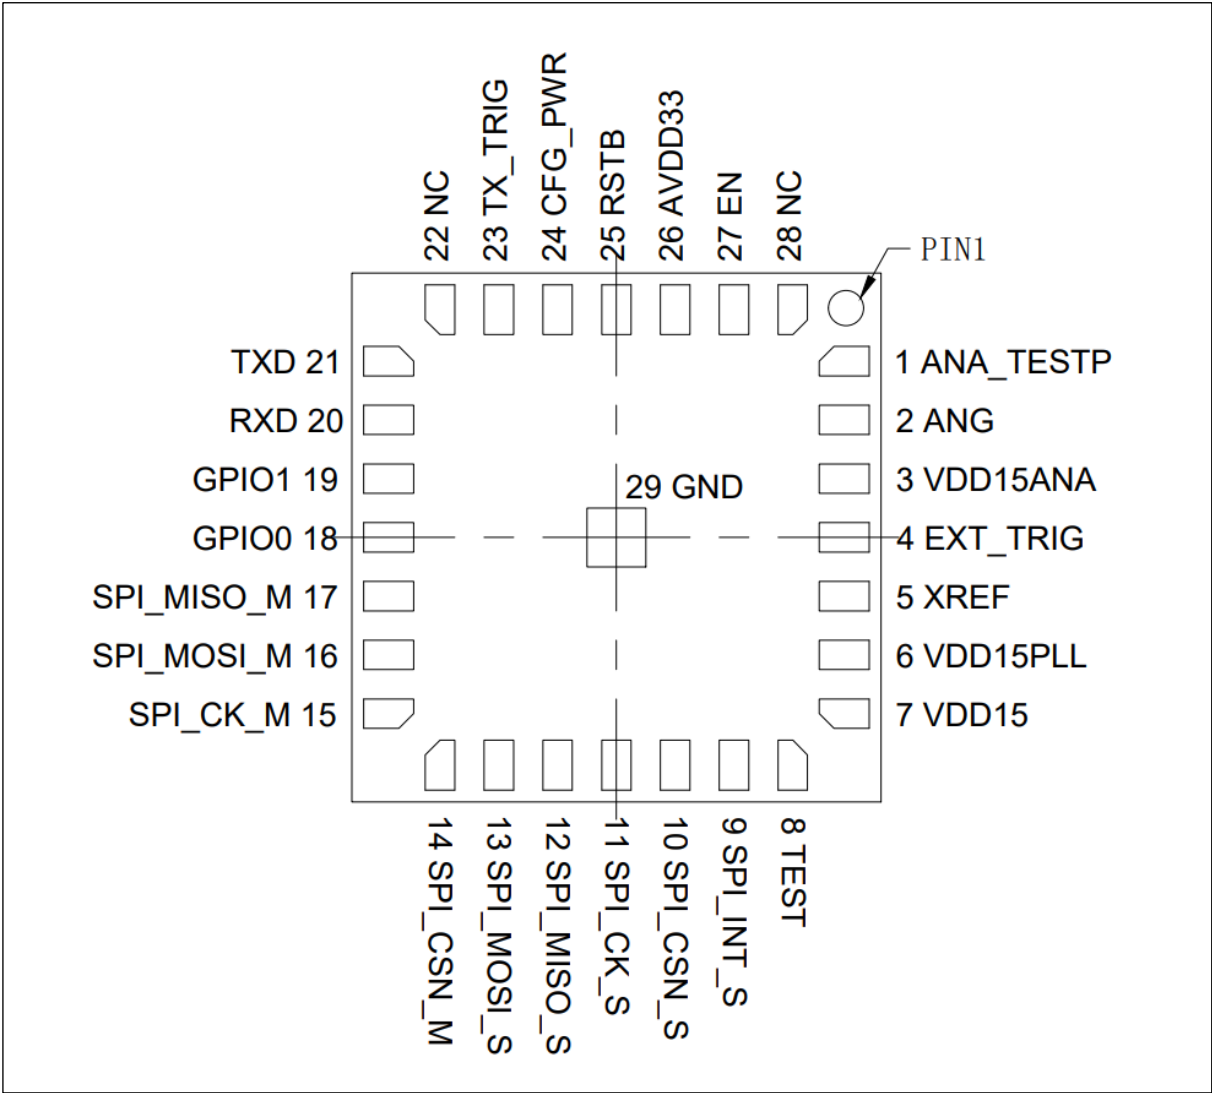 22 NC
23 TX_TRIG
24 CFG_PWR
25 RSTB
26 AVDD33
27 EN
28 NC
PIN1
TXD 21
RXD 20
GPIO1 19
GPIO0 18
SPI_MISO_M 17
SPI_MOSI_M 16
SPI_CK_M 15
29 GND
1 ANA_TESTP
2 ANG
3 VDD15ANA
4 EXT_TRIG
5 XREF
6 VDD15PLL
7 VDD15
14 SPI_CSN_M
13 SPI_MOSI_S
12 SPI_MISO_S
11 SPI_CK_S
10 SPI_CSN_S
9 SPI_INT_S
8 TEST